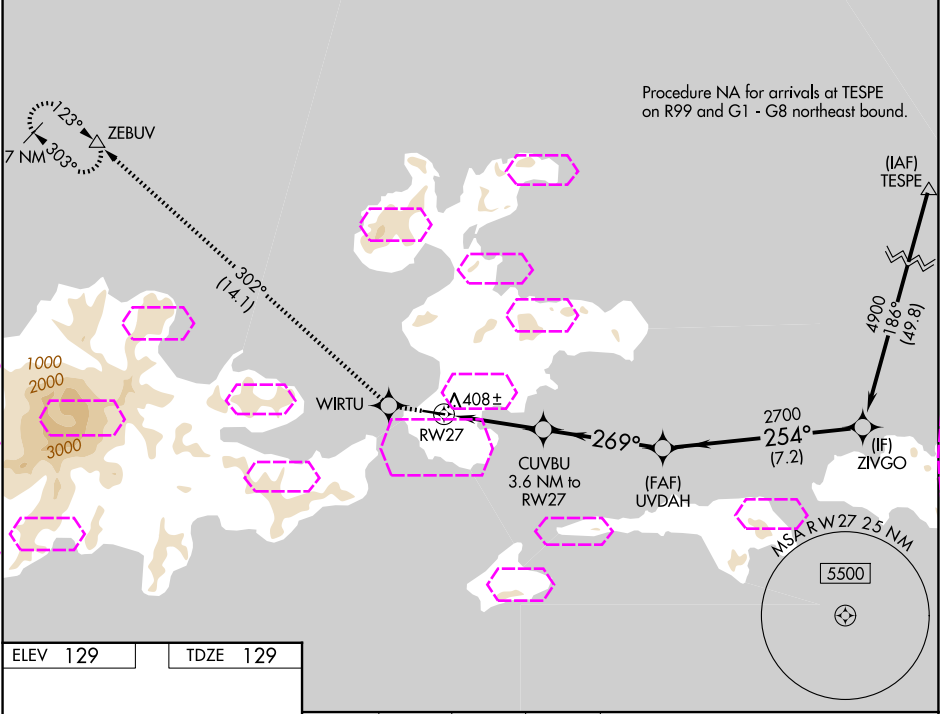 Procedure NA for arrivals at TESPE
on R99 and G1 - G8 northeast bound.
123°
ZEBUV
7 NM
303°
(IAF)
TESPE
302°
(14.1)
4900
186°
(49.8)
1000
2000
3000
WIRTU
408±
RW27
CUVBU
3.6 NM to
RW27
269°
(FAF)
UVDAH
2700
254°
(7.2)
(IF)
ZIVGO
MSA RW27 25 NM
5500
ELEV 129
TDZE 129